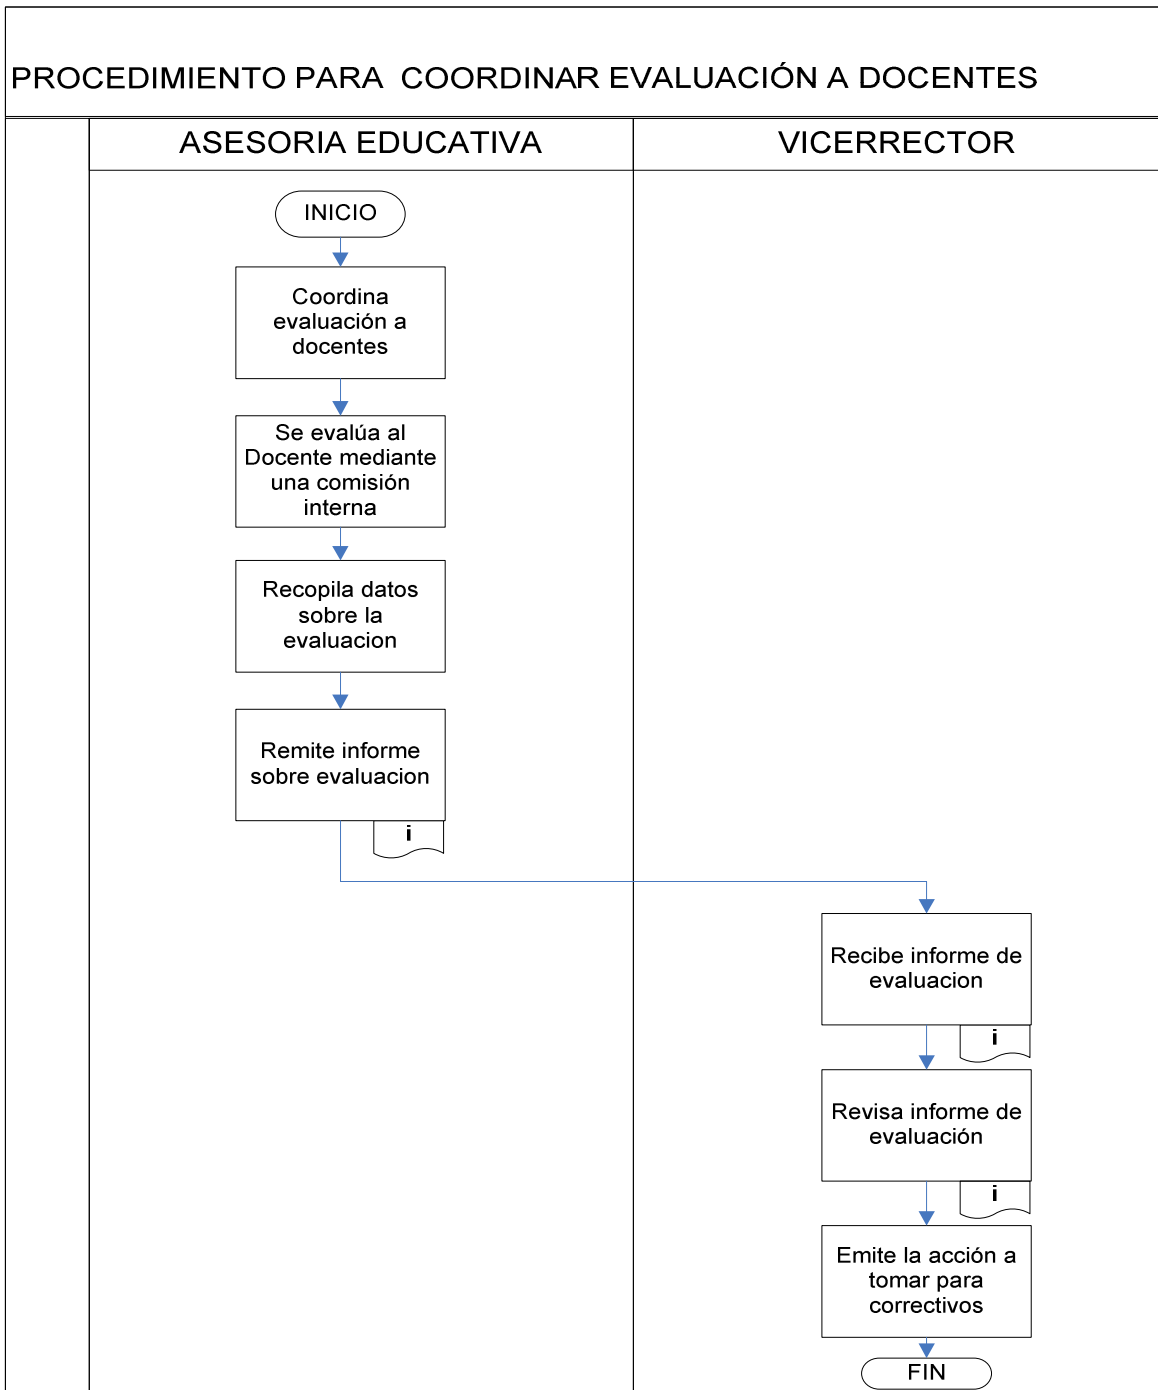 PROCEDIMIENTO PARA COORDINAR EVALUACIÓN A DOCENTES
ASESORIA EDUCATIVA
VICERRECTOR
INICIO
Coordina
evaluación a
docentes
Se evalúa al
Docente mediante
una comisión
interna
Recopila datos
sobre la
evaluacion
Remite informe
sobre evaluacion
i
Recibe informe de
evaluacion
i
Revisa informe de
evaluación
i
Emite la acción a
tomar para
correctivos
FIN